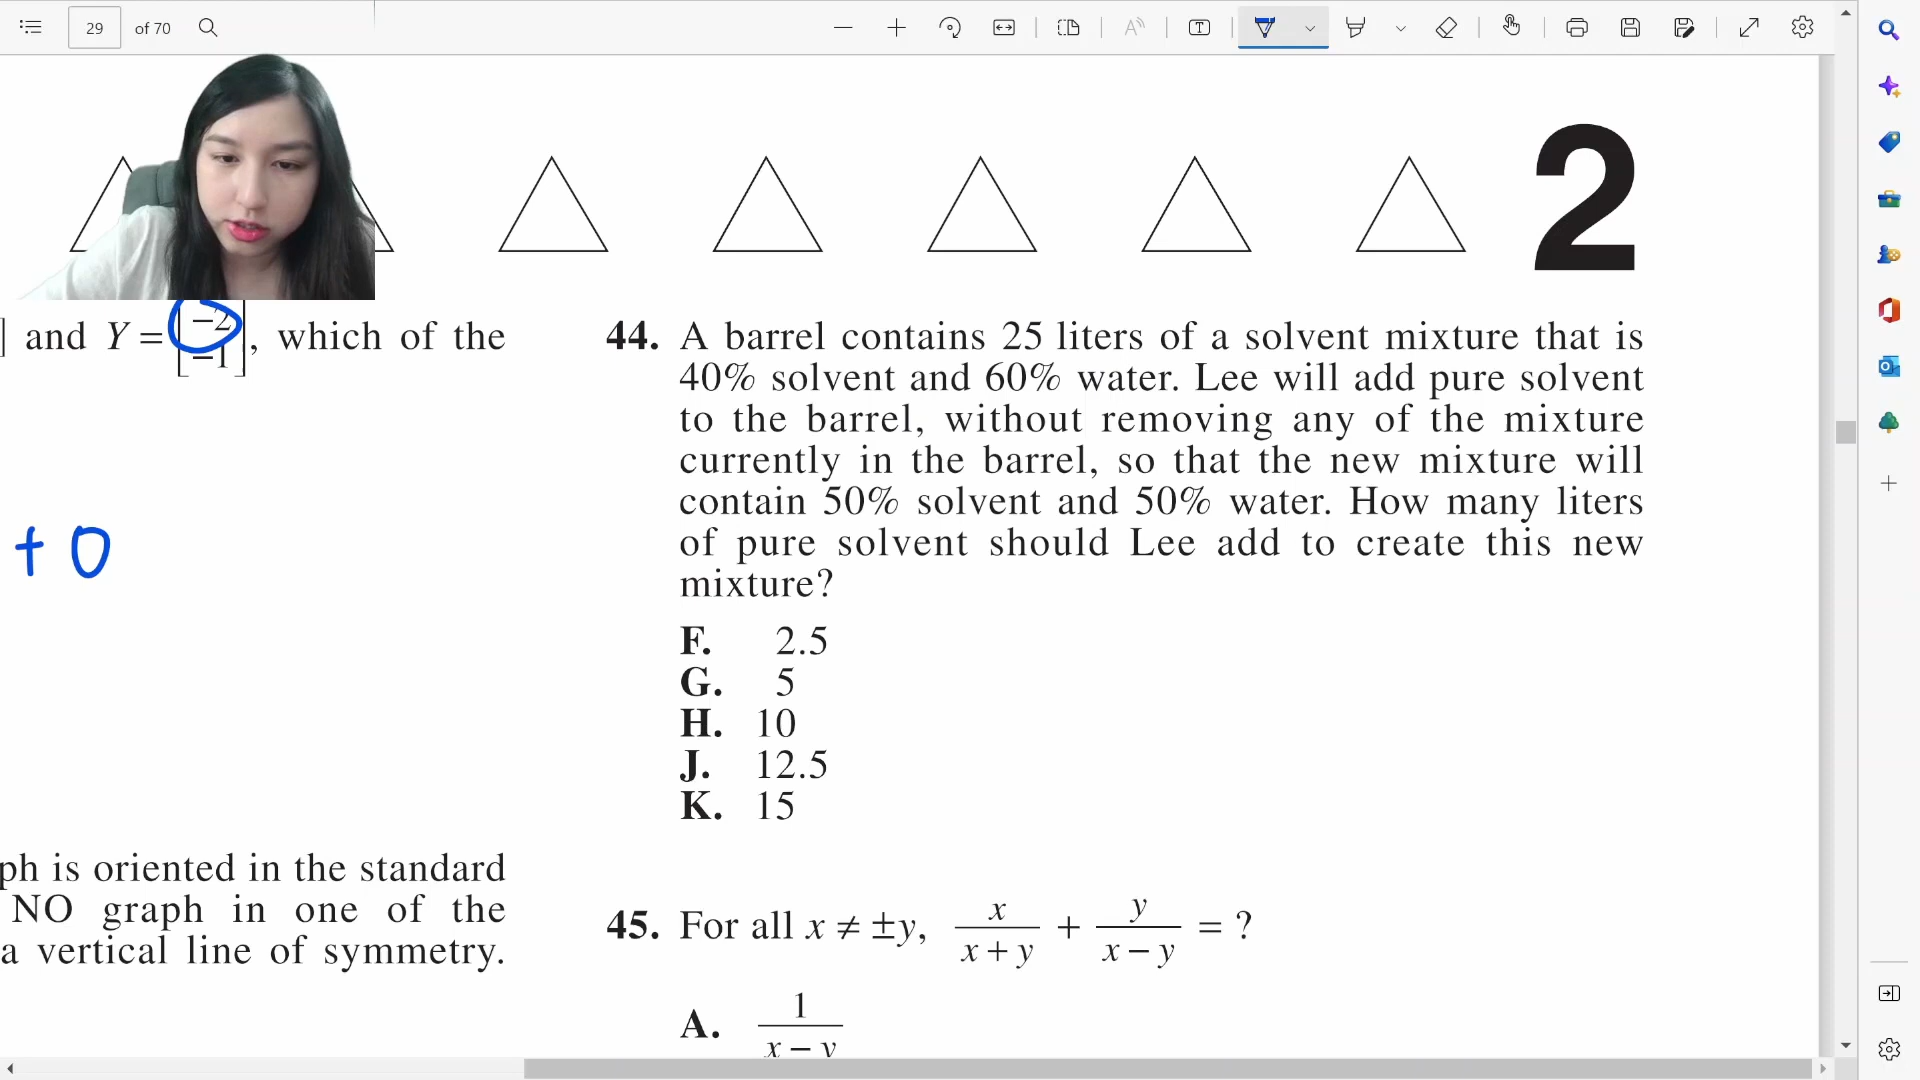 29 of 70
2
] and Y = [−2 −1], which of the
+ 0
ph is oriented in the standard
NO graph in one of the
a vertical line of symmetry.
44. A barrel contains 25 liters of a solvent mixture that is
40% solvent and 60% water. Lee will add pure solvent
to the barrel, without removing any of the mixture
currently in the barrel, so that the new mixture will
contain 50% solvent and 50% water. How many liters
of pure solvent should Lee add to create this new
mixture?
F. 2.5
G. 5
H. 10
J. 12.5
K. 15
45. For all x ≠ ±y, x/(x + y) + y/(x − y) = ?
A. 1/(x − y)